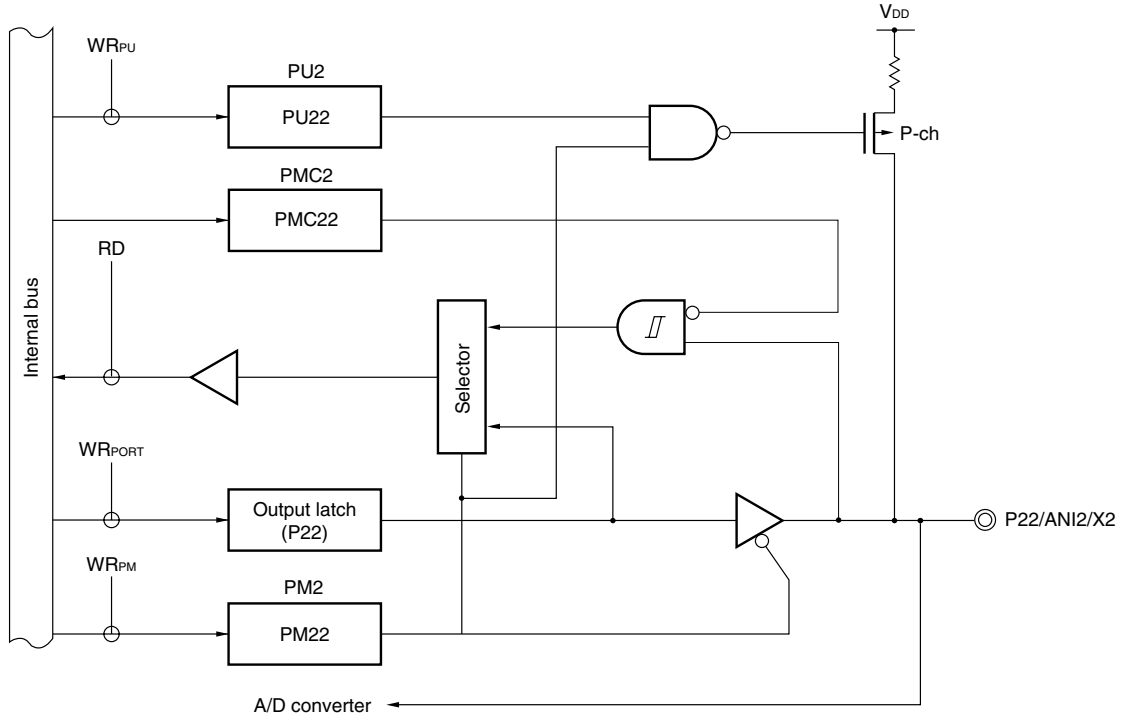 VDD
WRPU
PU2
PU22
P-ch
PMC2
PMC22
RD
Internal bus
Selector
WRPORT
Output latch
(P22)
P22/ANI2/X2
WRPM
PM2
PM22
A/D converter